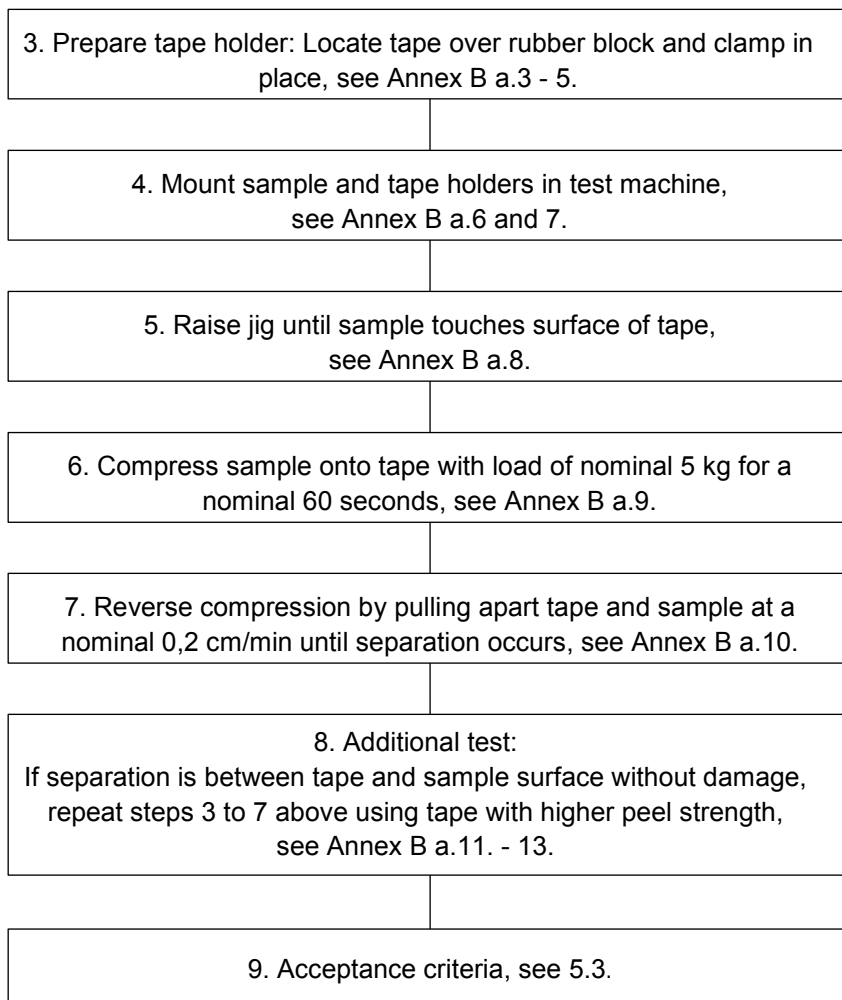 3. Prepare tape holder: Locate tape over rubber block and clamp in
place, see Annex B a.3 - 5.
4. Mount sample and tape holders in test machine,
see Annex B a.6 and 7.
5. Raise jig until sample touches surface of tape,
see Annex B a.8.
6. Compress sample onto tape with load of nominal 5 kg for a
nominal 60 seconds, see Annex B a.9.
7. Reverse compression by pulling apart tape and sample at a
nominal 0,2 cm/min until separation occurs, see Annex B a.10.
8. Additional test:
If separation is between tape and sample surface without damage,
repeat steps 3 to 7 above using tape with higher peel strength,
see Annex B a.11. - 13.
9. Acceptance criteria, see 5.3.